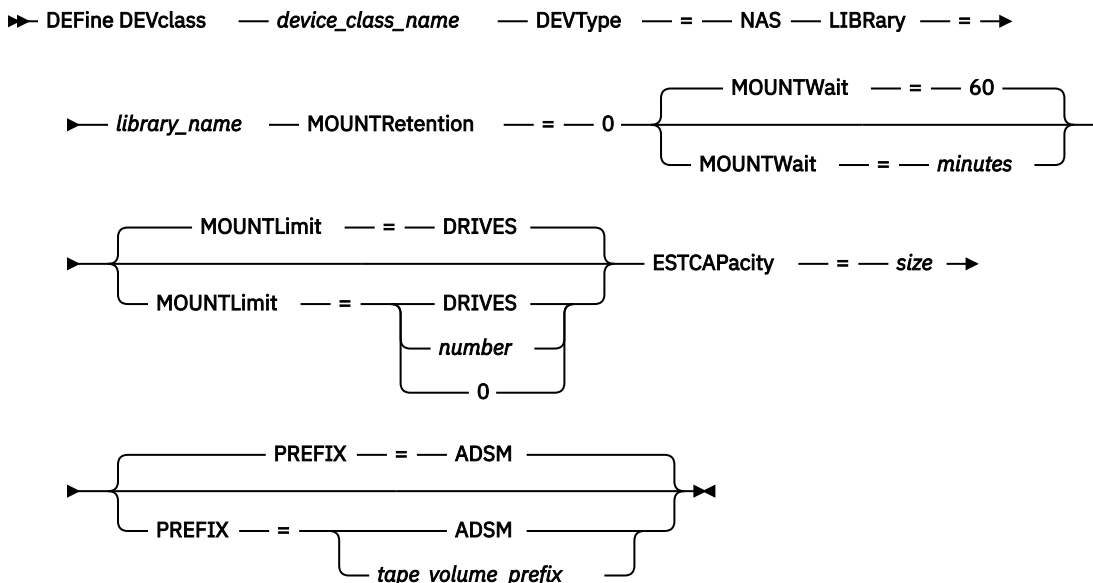 DEFine DEVclass device_class_name DEVType = NAS LIBRary =
MOUNTWait = 60
library_name MOUNTRetention = 0
MOUNTWait = minutes
MOUNTLimit = DRIVES
ESTCAPacity = size
MOUNTLimit = DRIVES
number
0
PREFIX = ADSM
PREFIX = ADSM
tape_volume_prefix